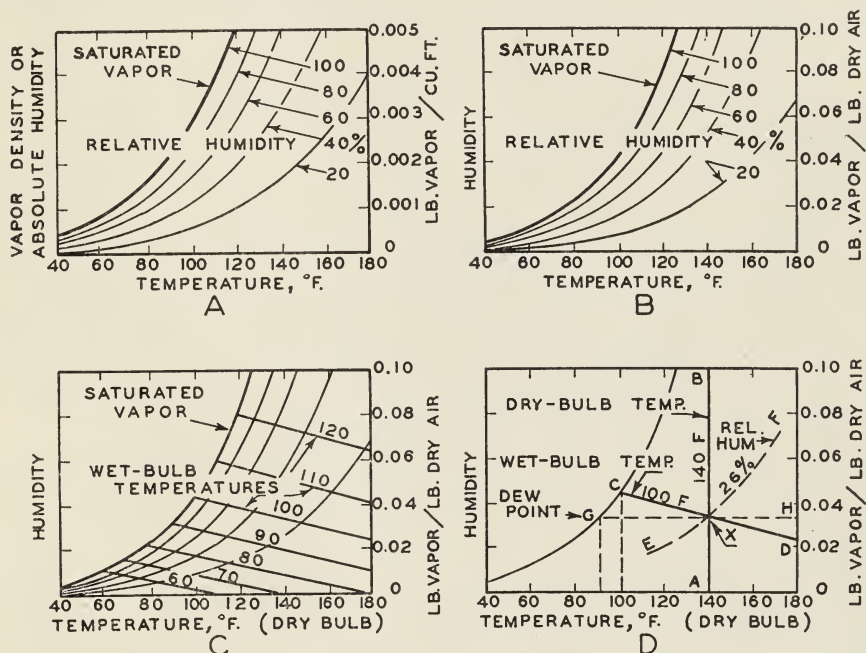 VAPOR DENSITY OR
ABSOLUTE HUMIDITY
SATURATED
VAPOR
100
80
60
40%
20
RELATIVE HUMIDITY
0.005
0.004
0.003
0.002
0.001
0
LB. VAPOR / CU. FT.
40 60 80 100 120 140 160 180
TEMPERATURE, °F.
A
HUMIDITY
SATURATED
VAPOR
100
80
60
40%
20
RELATIVE HUMIDITY
0.10
0.08
0.06
0.04
0.02
0
LB. VAPOR / LB. DRY AIR
40 60 80 100 120 140 160 180
TEMPERATURE, °F.
B
HUMIDITY
SATURATED
VAPOR
WET-BULB
TEMPERATURES
120
110
100
90
80
70
60
0.10
0.08
0.06
0.04
0.02
0
LB. VAPOR / LB. DRY AIR
40 60 80 100 120 140 160 180
TEMPERATURE, °F. (DRY BULB)
C
HUMIDITY
DRY-BULB TEMP.
WET-BULB TEMP.
DEW
POINT
G
C
100 F
B
140 F
REL.
HUM.
F
26%
H
X
D
E
A
0.10
0.08
0.06
0.04
0.02
0
LB. VAPOR / LB. DRY AIR
40 60 80 100 120 140 160 180
TEMPERATURE, °F. (DRY BULB)
D